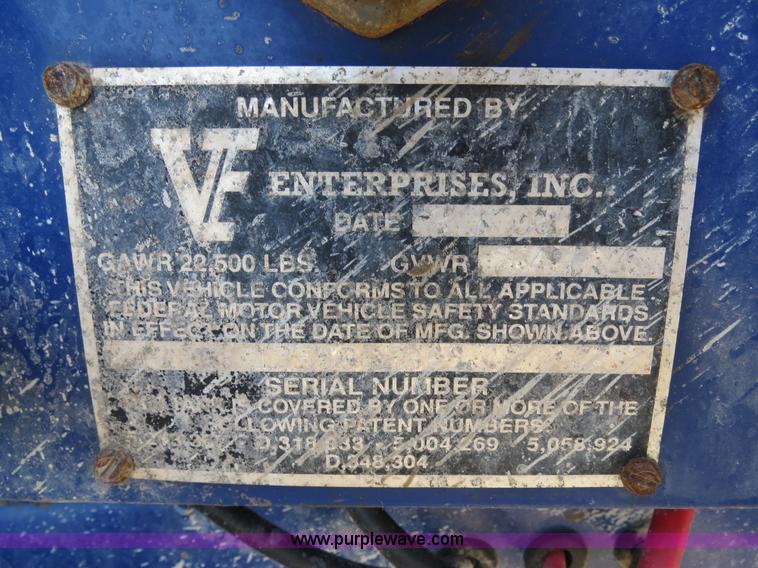 MANUFACTURED BY
VE ENTERPRISES, INC.
DATE
GAWR 22,500 LBS. GVWR
THIS VEHICLE CONFORMS TO ALL APPLICABLE
FEDERAL MOTOR VEHICLE SAFETY STANDARDS
IN EFFECT ON THE DATE OF MFG. SHOWN ABOVE
SERIAL NUMBER
IS COVERED BY ONE OR MORE OF THE
FOLLOWING PATENT NUMBERS
D,318,833 5,004,269 5,058,924
D,348,304
www.purplewave.com